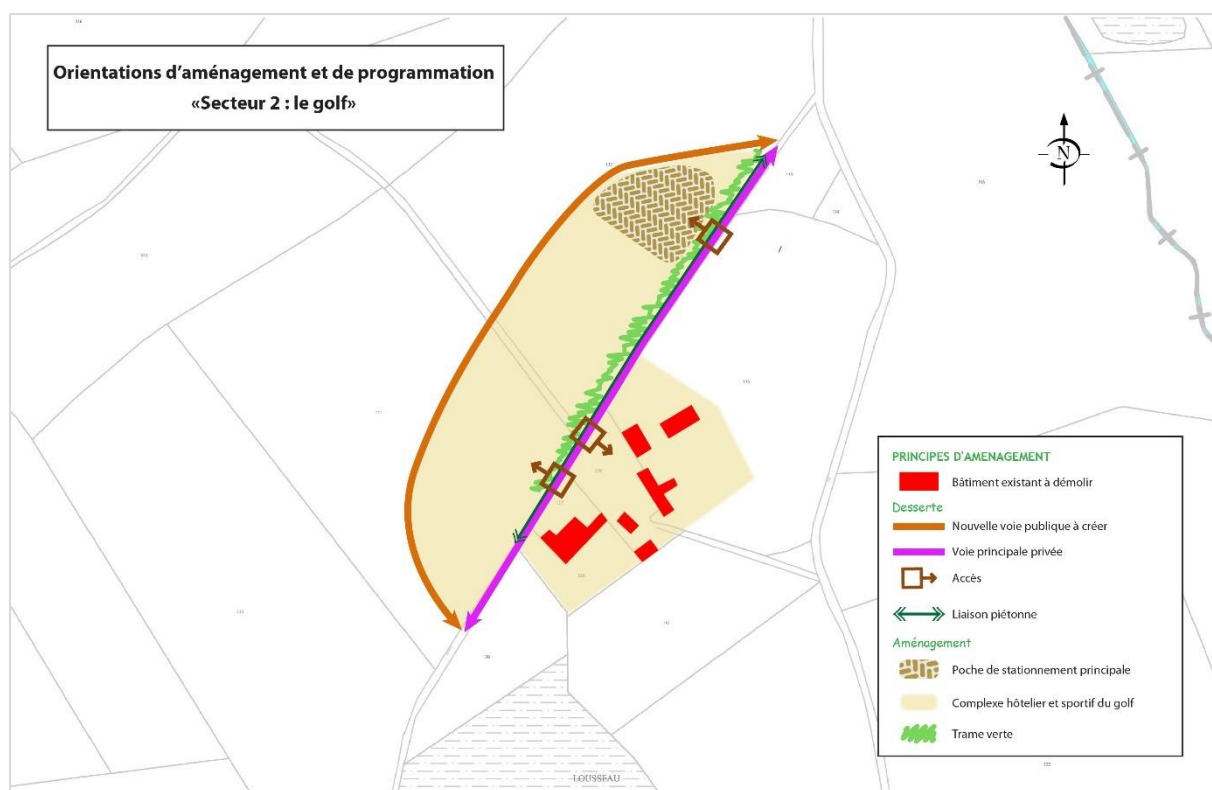 Orientations d’aménagement et de programmation
«Secteur 2 : le golf»
N
PRINCIPES D'AMENAGEMENT
Bâtiment existant à démolir
Desserte
Nouvelle voie publique à créer
Voie principale privée
Accès
Liaison piétonne
Aménagement
Poche de stationnement principale
Complexe hôtelier et sportif du golf
Trame verte
LOUSSEAU